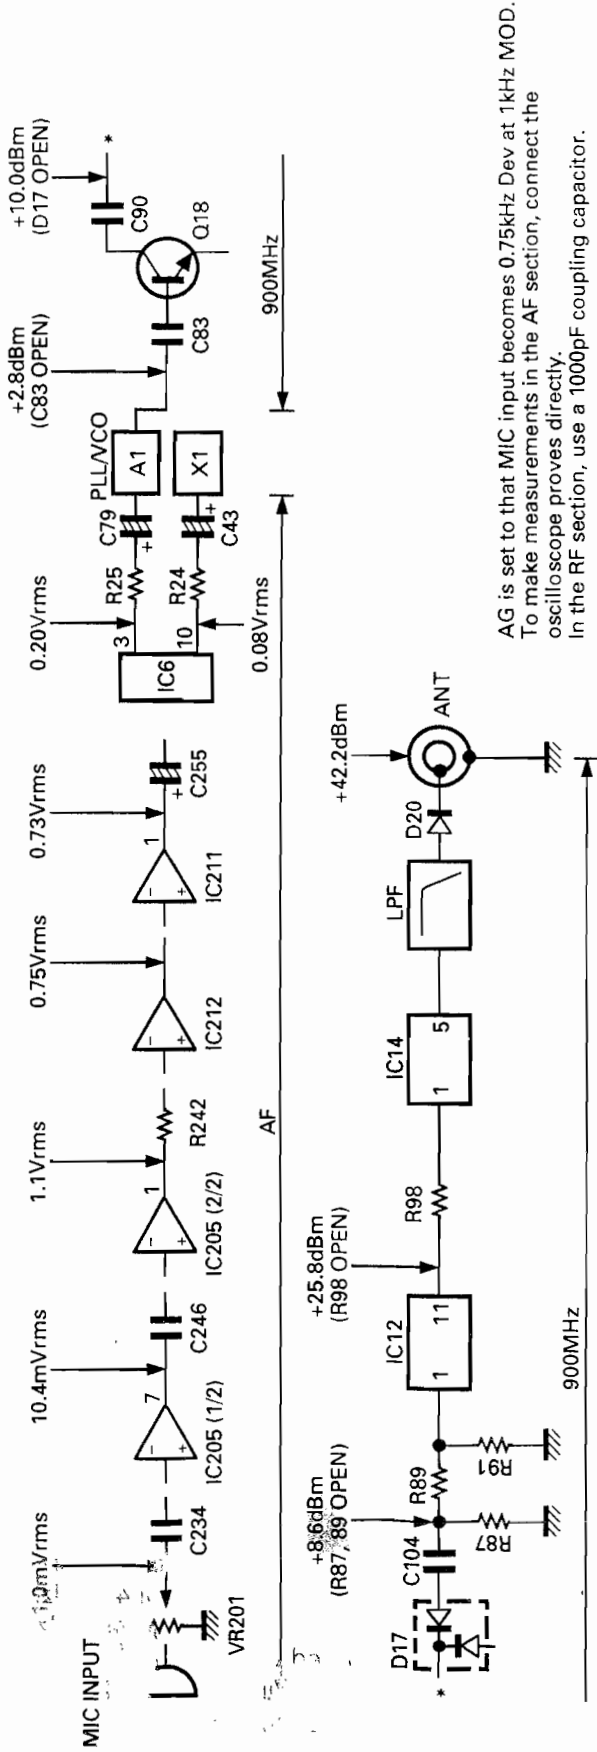 MIC INPUT
VR201
1.0mVrms
C234
IC205 (1/2)
7
10.4mVrms
C246
IC205 (2/2)
1
1.1Vrms
R242
IC212
0.75Vrms
IC211
1
0.73Vrms
C255
+
IC6
3
10
0.20Vrms
0.08Vrms
R25
R24
C79
+
C43
+
PLL/VCO
A1
X1
+2.8dBm
(C83 OPEN)
C83
Q18
C90
+10.0dBm
(D17 OPEN)
*
AF
900MHz
*
D17
C104
+8.6dBm
(R87, 89 OPEN)
R87
R89
R91
IC12
1
11
+25.8dBm
(R98 OPEN)
R98
IC14
1
5
LPF
D20
ANT
+42.2dBm
900MHz
AG is set to that MIC input becomes 0.75kHz Dev at 1kHz MOD.
To make measurements in the AF section, connect the
oscilloscope proves directly.
In the RF section, use a 1000pF coupling capacitor.